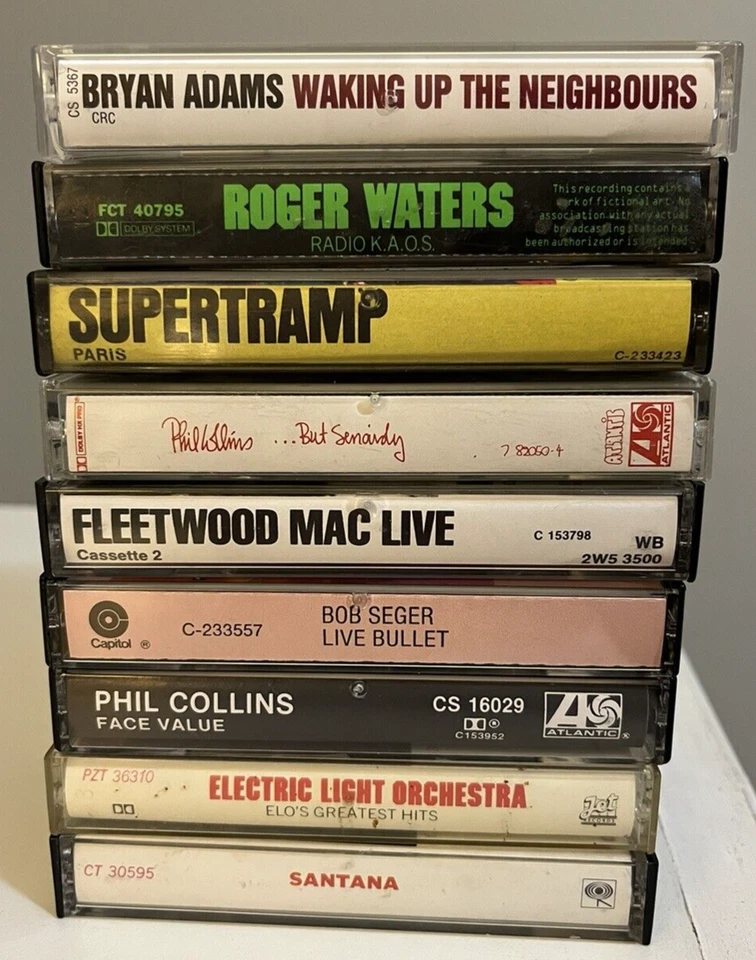 CS 5367
BRYAN ADAMS WAKING UP THE NEIGHBOURS
CRC
FCT 40795
DOLBY SYSTEM
ROGER WATERS
RADIO K.A.O.S.
This recording contains a
work of fictional art. No
association with any actual
broadcasting station has
been authorized or is intended
SUPERTRAMP
PARIS
C-233423
DOLBY HX PRO
Phil Collins ...But Seriously
7 82050-4
ATLANTIC
ATLANTIC
FLEETWOOD MAC LIVE
Cassette 2
C 153798
WB
2W5 3500
Capitol ®
C-233557
BOB SEGER
LIVE BULLET
PHIL COLLINS
FACE VALUE
CS 16029
C153952
ATLANTIC
PZT 36310
ELECTRIC LIGHT ORCHESTRA
ELO'S GREATEST HITS
Jet
RECORDS
CT 30595
SANTANA